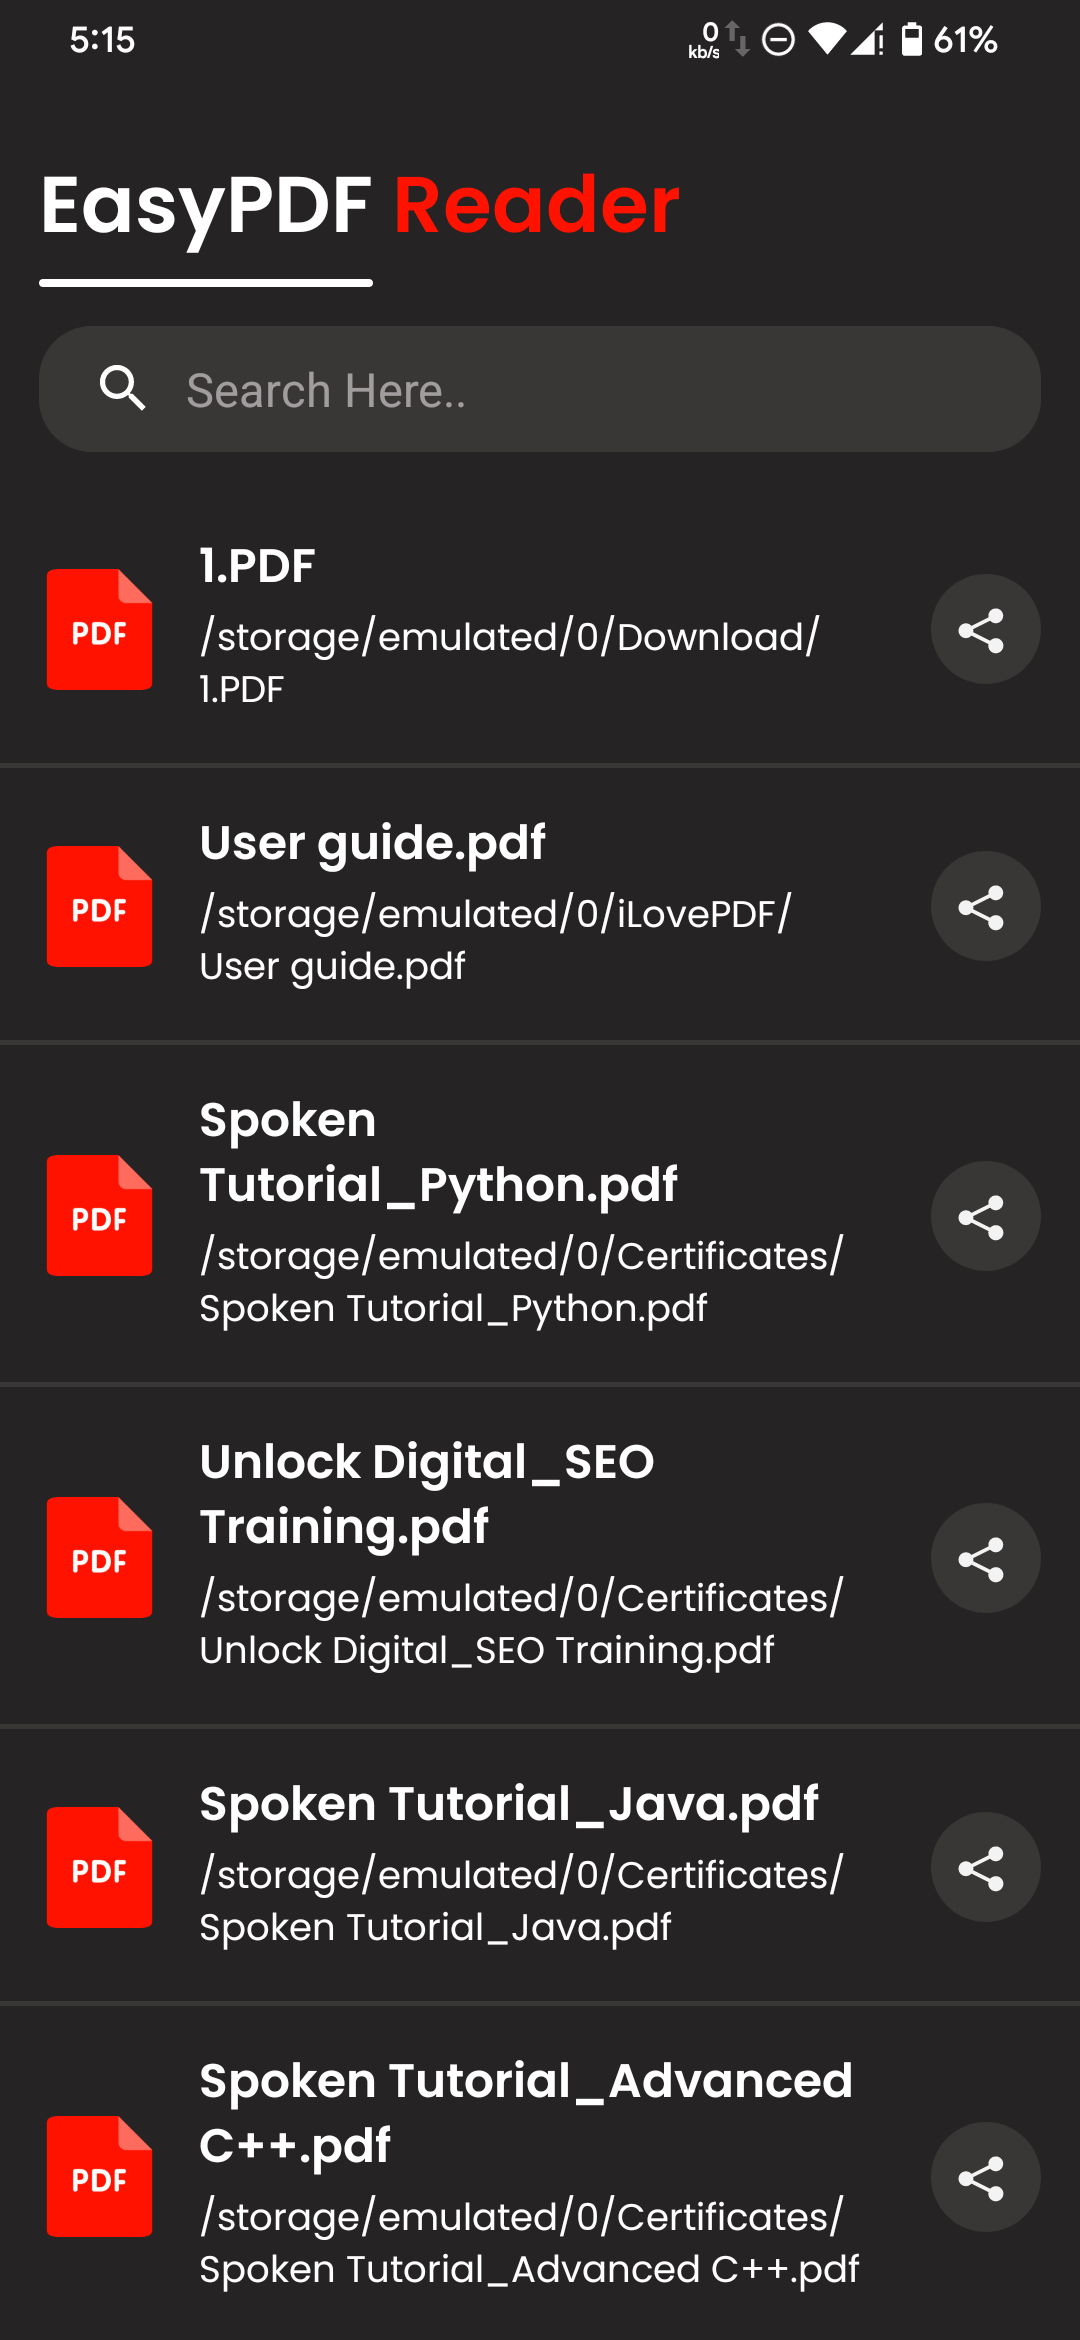 5:15
0
kb/s
61%
EasyPDF Reader
Search Here..
1.PDF
/storage/emulated/0/Download/
1.PDF
PDF
User guide.pdf
/storage/emulated/0/iLovePDF/
User guide.pdf
PDF
Spoken
Tutorial_Python.pdf
/storage/emulated/0/Certificates/
Spoken Tutorial_Python.pdf
PDF
Unlock Digital_SEO
Training.pdf
/storage/emulated/0/Certificates/
Unlock Digital_SEO Training.pdf
PDF
Spoken Tutorial_Java.pdf
/storage/emulated/0/Certificates/
Spoken Tutorial_Java.pdf
PDF
Spoken Tutorial_Advanced
C++.pdf
/storage/emulated/0/Certificates/
Spoken Tutorial_Advanced C++.pdf
PDF